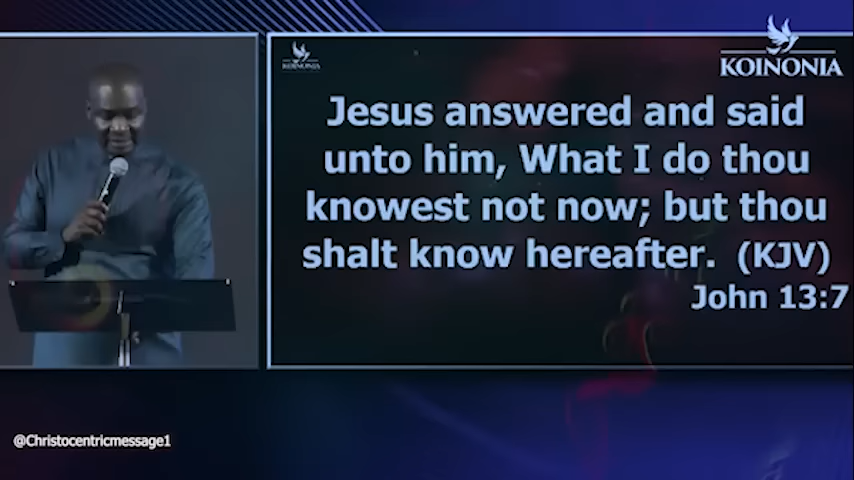 KOINONIA
KOINONIA
Jesus answered and said
unto him, What I do thou
knowest not now; but thou
shalt know hereafter. (KJV)
John 13:7
@Christocentricmessage1